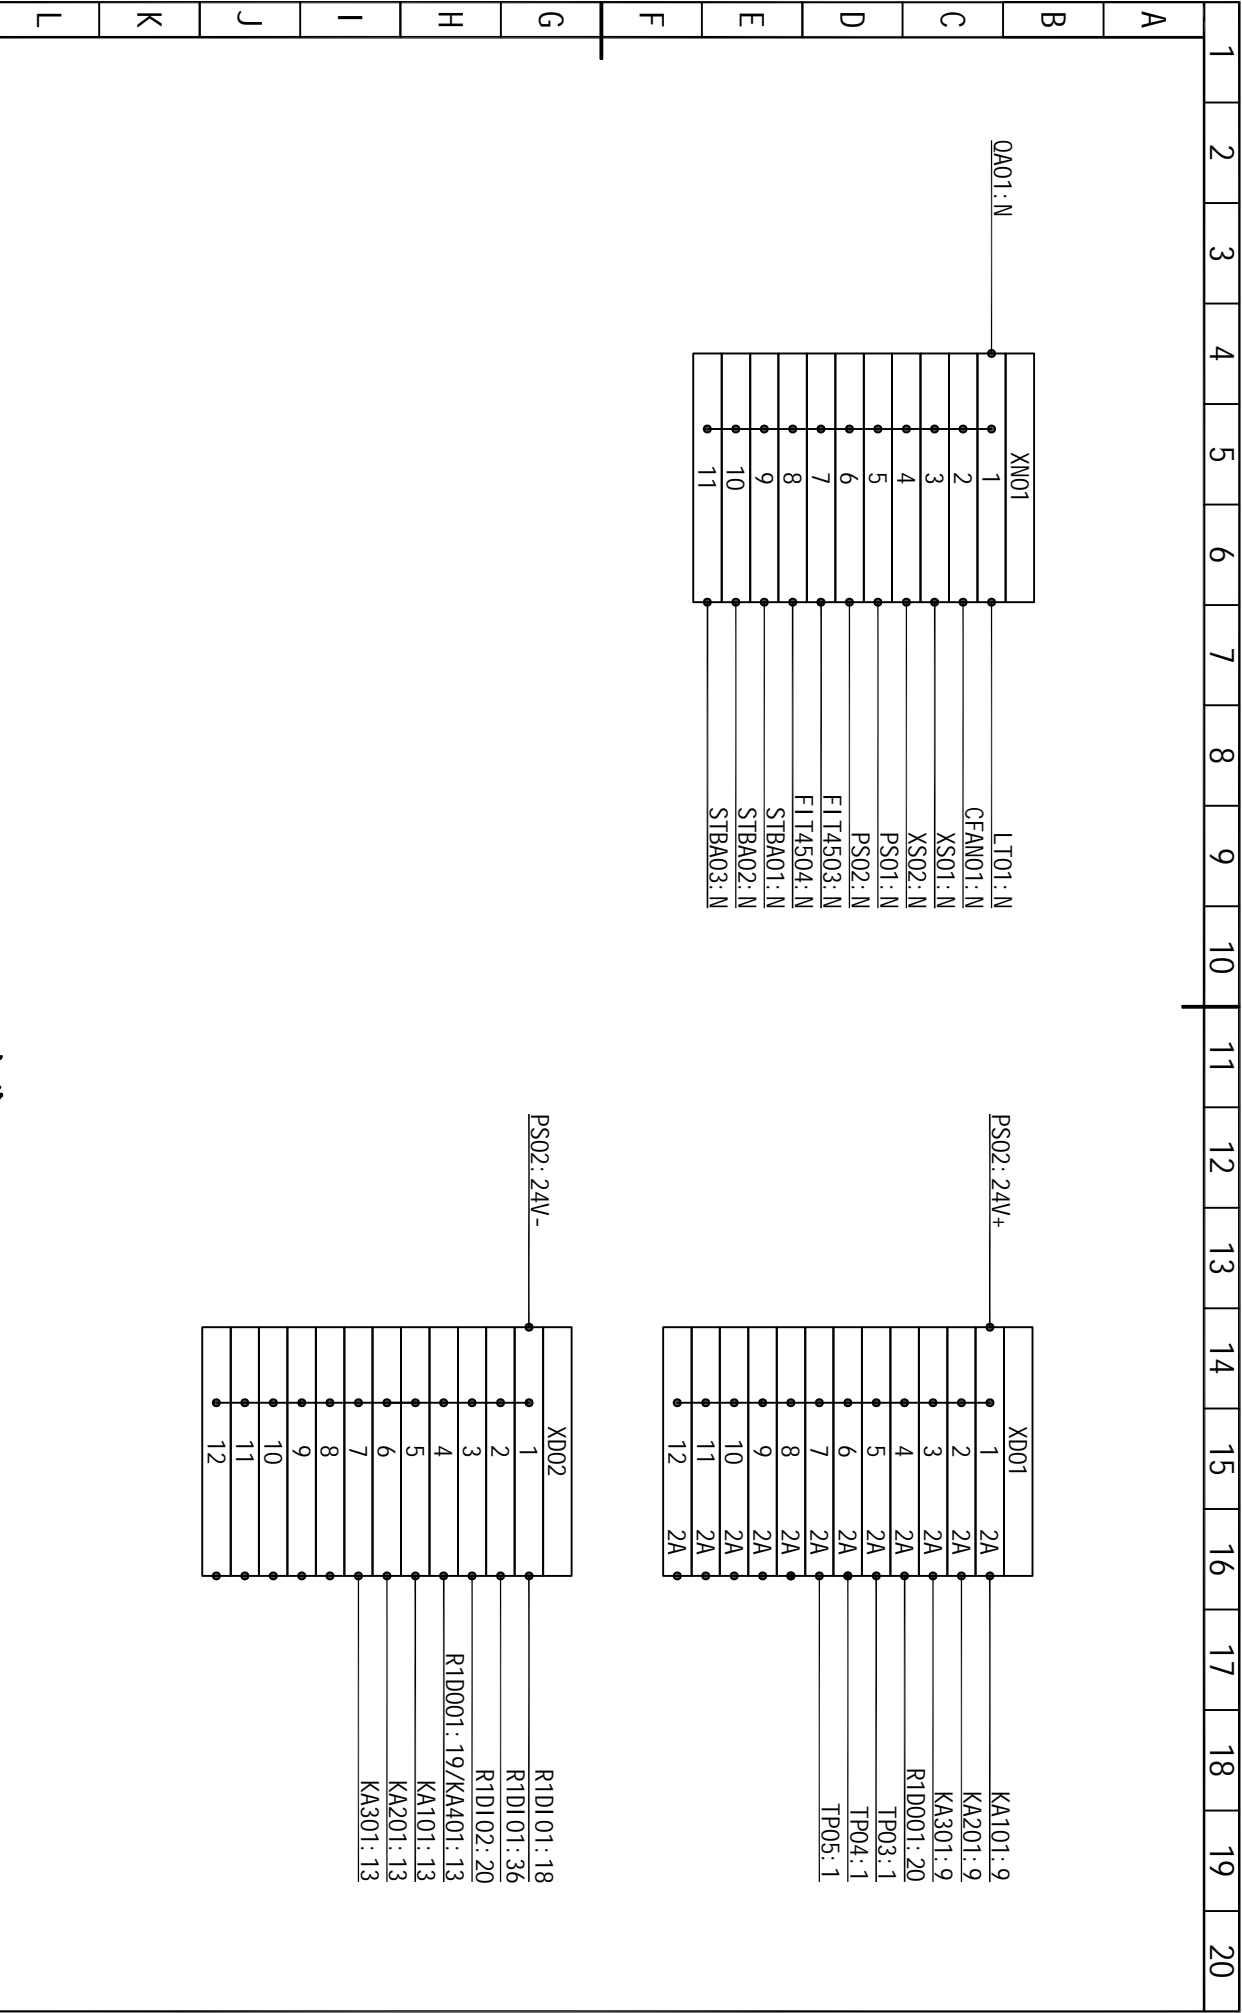 1 2 3 4 5 6 7 8 9 10 11 12 13 14 15 16 17 18 19 20
A
B
C
D
E
F
G
H
I
J
K
L
QA01:N
XN01
1 LT01:N
2 CFAN01:N
3 XS01:N
4 XS02:N
5 PS01:N
6 PS02:N
7 FIT4503:N
8 FIT4504:N
9 STBA01:N
10 STBA02:N
11 STBA03:N
PS02:24V+
XD01
1 2A KA101:9
2 2A KA201:9
3 2A KA301:9
4 2A R1DO01:20
5 2A TP03:1
6 2A TP04:1
7 2A TP05:1
8 2A
9 2A
10 2A
11 2A
12 2A
PS02:24V-
XD02
1 R1DI01:18
2 R1DI01:36
3 R1DI02:20
4 R1DO01:19/KA401:13
5 KA101:13
6 KA201:13
7 KA301:13
8
9
10
11
12